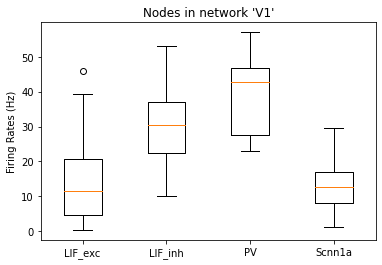 Nodes in network 'V1'
Firing Rates (Hz)
50
40
30
20
10
0
LIF_exc LIF_inh PV Scnn1a